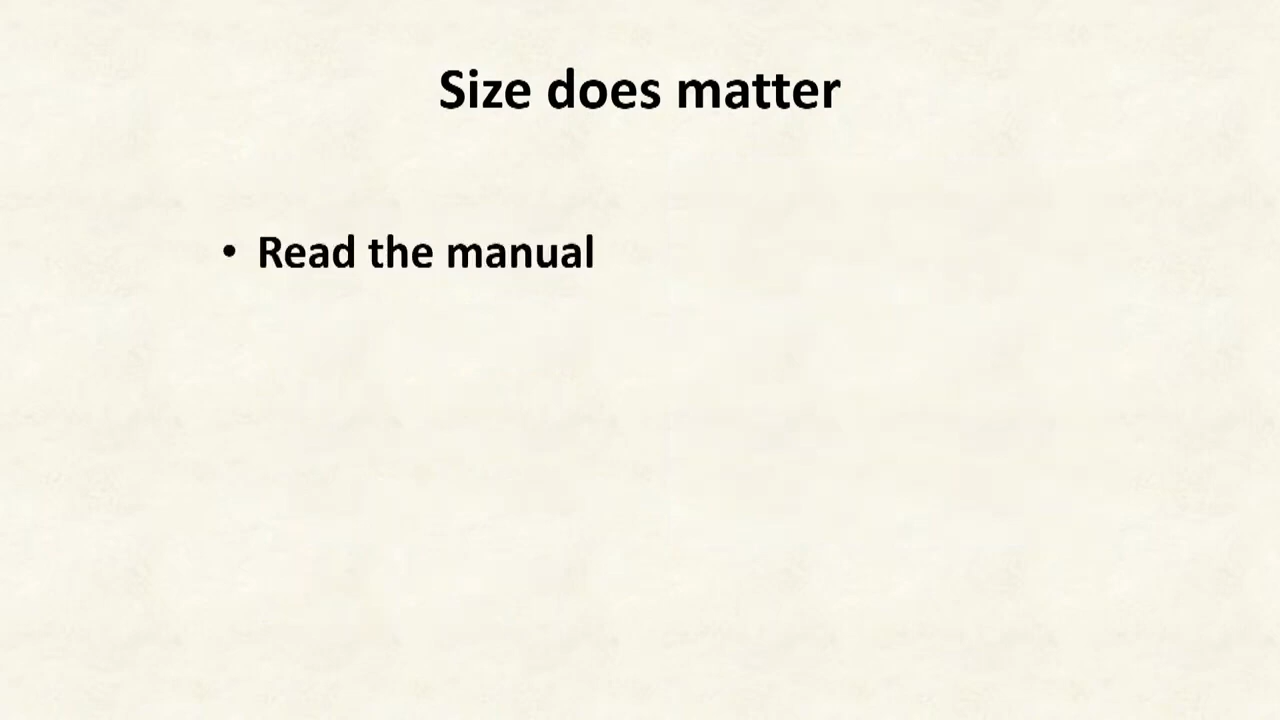 Size does matter
• Read the manual